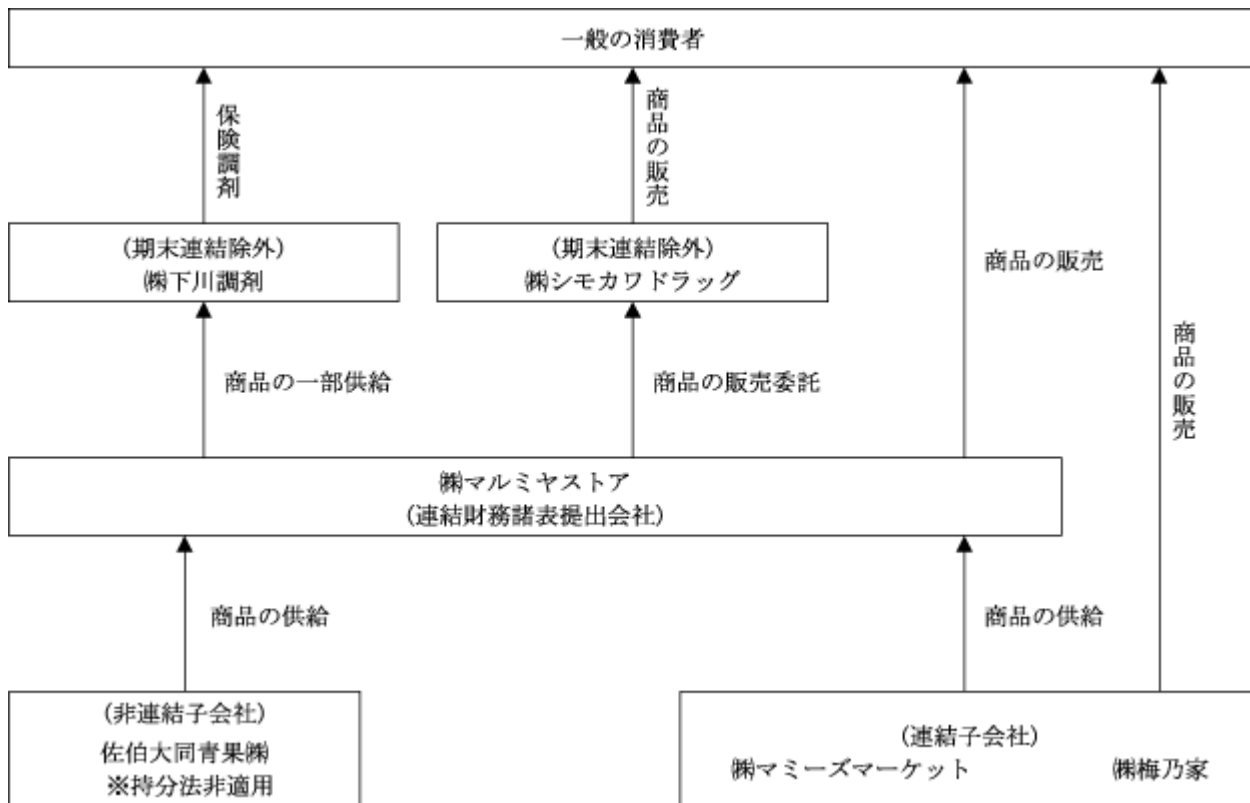 一般の消費者
保険調剤
商品の販売
(期末連結除外)
㈱下川調剤
(期末連結除外)
㈱シモカワドラッグ
商品の販売
商品の販売
商品の一部供給
商品の販売委託
㈱マルミヤストア
(連結財務諸表提出会社)
商品の供給
商品の供給
(非連結子会社)
佐伯大同青果㈱
※持分法非適用
(連結子会社)
㈱マミーズマーケット ㈱梅乃家